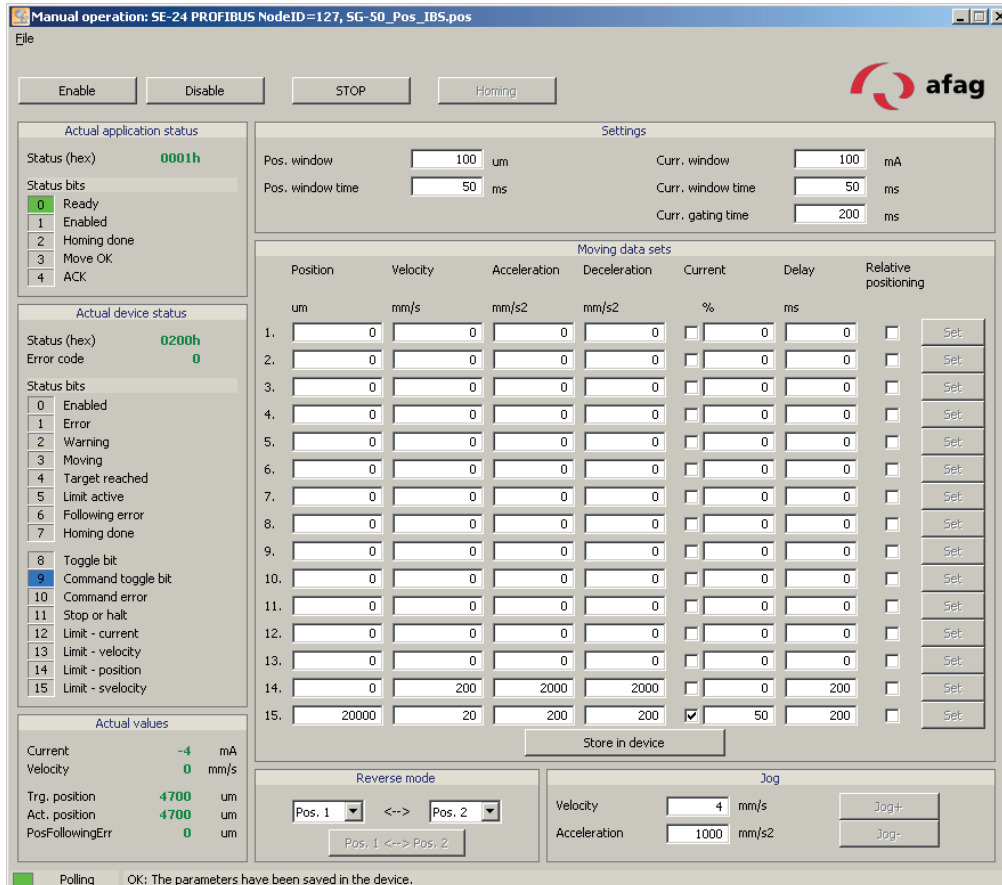 Manual operation: SE-24 PROFIBUS NodeID=127, SG-50_Pos_IBS.pos
File
Enable Disable STOP Homing
afag
Actual application status
Status (hex) 0001h
Status bits
0 Ready
1 Enabled
2 Homing done
3 Move OK
4 ACK
Settings
Pos. window 100 um Curr. window 100 mA
Pos. window time 50 ms Curr. window time 50 ms
Curr. gating time 200 ms
Actual device status
Status (hex) 0200h
Error code 0
Status bits
0 Enabled
1 Error
2 Warning
3 Moving
4 Target reached
5 Limit active
6 Following error
7 Homing done
8 Toggle bit
9 Command toggle bit
10 Command error
11 Stop or halt
12 Limit - current
13 Limit - velocity
14 Limit - position
15 Limit - svelocity
Moving data sets
Position Velocity Acceleration Deceleration Current Delay Relative
positioning
um mm/s mm/s2 mm/s2 % ms
1. 0 0 0 0 0 0 Set
2. 0 0 0 0 0 0 Set
3. 0 0 0 0 0 0 Set
4. 0 0 0 0 0 0 Set
5. 0 0 0 0 0 0 Set
6. 0 0 0 0 0 0 Set
7. 0 0 0 0 0 0 Set
8. 0 0 0 0 0 0 Set
9. 0 0 0 0 0 0 Set
10. 0 0 0 0 0 0 Set
11. 0 0 0 0 0 0 Set
12. 0 0 0 0 0 0 Set
13. 0 0 0 0 0 0 Set
14. 0 200 2000 2000 0 200 Set
15. 20000 20 200 200 50 200 Set
Store in device
Actual values
Current -4 mA
Velocity 0 mm/s
Trg. position 4700 um
Act. position 4700 um
PosFollowingErr 0 um
Reverse mode
Pos. 1 <--> Pos. 2
Pos. 1 <--> Pos. 2
Jog
Velocity 4 mm/s Jog+
Acceleration 1000 mm/s2 Jog-
Polling OK: The parameters have been saved in the device.